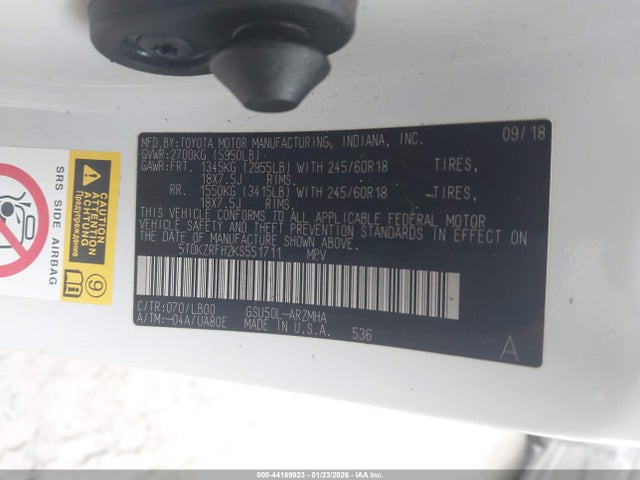 MFD.BY:TOYOTA MOTOR MANUFACTURING, INDIANA, INC. 09/18
GVWR:2700KG (5950LB)
GAWR:FRT. 1345KG (2955LB) WITH 245/60R18 TIRES,
18X7.5J RIMS.
RR. 1550KG (3415LB) WITH 245/60R18 TIRES,
18X7.5J RIMS.
THIS VEHICLE CONFORMS TO ALL APPLICABLE FEDERAL MOTOR
VEHICLE SAFETY AND THEFT PREVENTION STANDARDS IN EFFECT ON
THE DATE OF MANUFACTURE SHOWN ABOVE.
5TDKZRFH2KS551711 MPV
C/TR:070/LB00 GSU50L-ARZMHA
A/TM:-04A/UA80E MADE IN U.S.A. 536
A
SRS SIDE AIRBAG
CAUTION
ATTENTION
ACHTUNG
Предупреждение
9
000-44169923 | 01/23/2026 - IAA Holdings, LLC